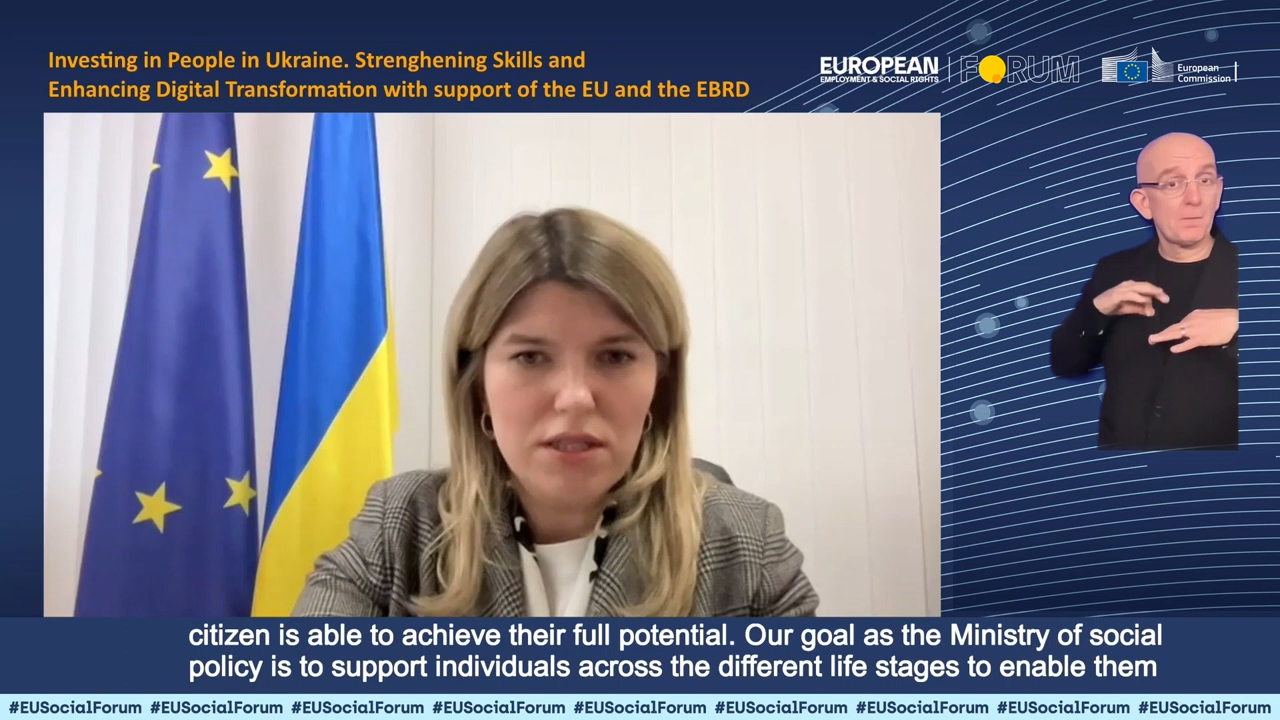 Investing in People in Ukraine. Strenghening Skills and
Enhancing Digital Transformation with support of the EU and the EBRD
EUROPEAN
EMPLOYMENT & SOCIAL RIGHTS
FORUM
European
Commission
citizen is able to achieve their full potential. Our goal as the Ministry of social
policy is to support individuals across the different life stages to enable them
#EUSocialForum #EUSocialForum #EUSocialForum #EUSocialForum #EUSocialForum #EUSocialForum #EUSocialForum #EUSocialForum #EUSocialForum